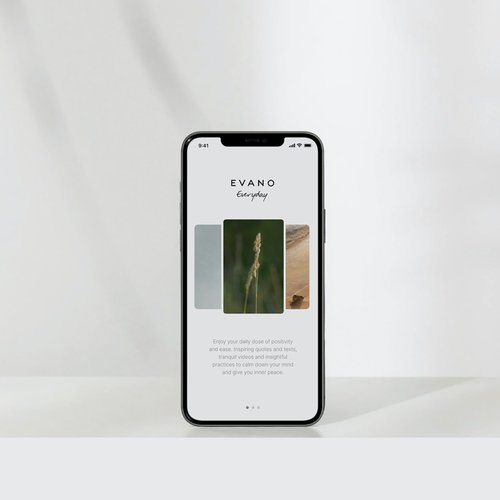 9:41
EVANO
Everyday
Enjoy your daily dose of positivity
and ease. Inspiring quotes and texts,
tranquil videos and insightful
practices to calm down your mind
and give you inner peace.